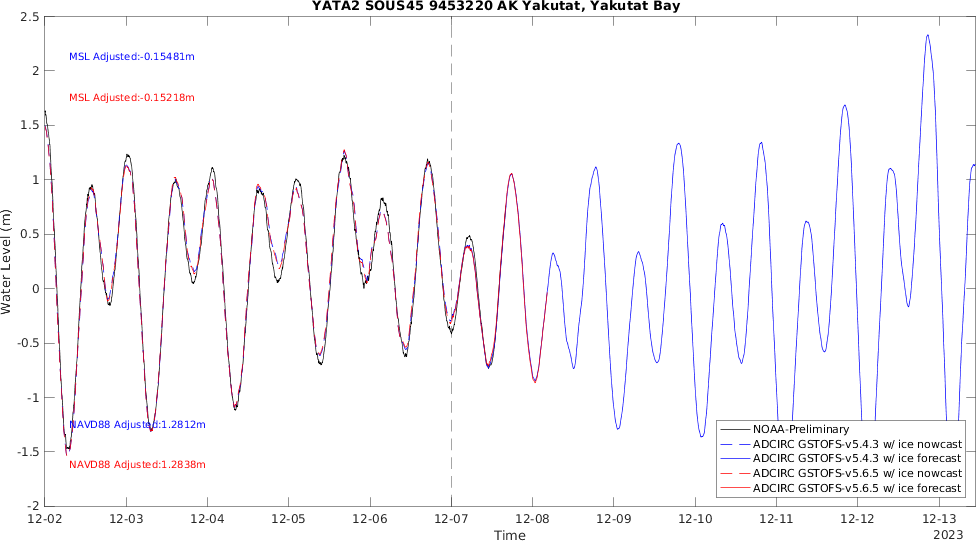 YATA2 SOUS45 9453220 AK Yakutat, Yakutat Bay
2.5
2
1.5
1
0.5
0
-0.5
-1
-1.5
-2
Water Level (m)
MSL Adjusted:-0.15481m
MSL Adjusted:-0.15218m
NAVD88 Adjusted:1.2812m
NAVD88 Adjusted:1.2838m
NOAA-Preliminary
ADCIRC GSTOFS-v5.4.3 w/ ice nowcast
ADCIRC GSTOFS-v5.4.3 w/ ice forecast
ADCIRC GSTOFS-v5.6.5 w/ ice nowcast
ADCIRC GSTOFS-v5.6.5 w/ ice forecast
12-02 12-03 12-04 12-05 12-06 12-07 12-08 12-09 12-10 12-11 12-12 12-13
2023
Time